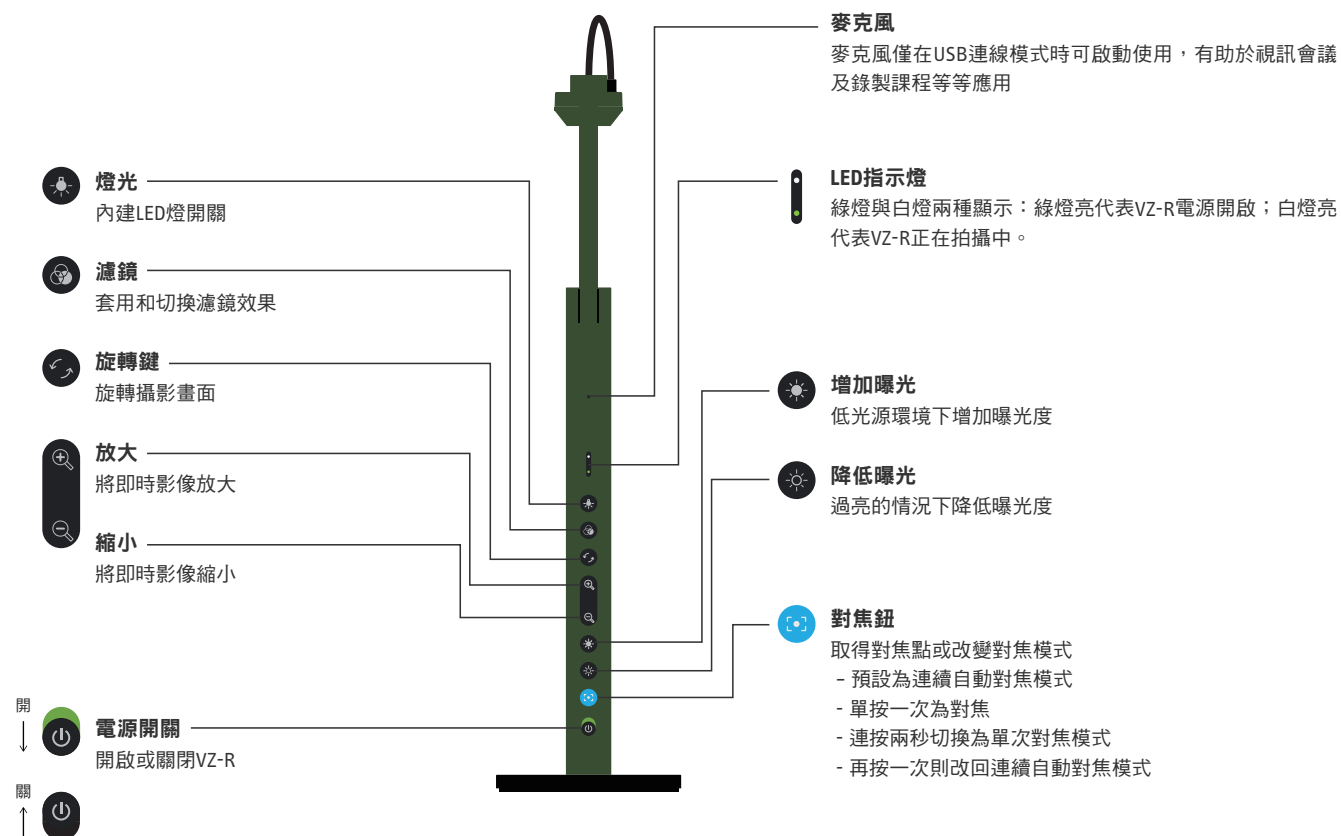 麥克風
麥克風僅在USB連線模式時可啟動使用，有助於視訊會議
及錄製課程等等應用
燈光
內建LED燈開關
濾鏡
套用和切換濾鏡效果
旋轉鍵
旋轉攝影畫面
放大
將即時影像放大
縮小
將即時影像縮小
開
電源開關
開啟或關閉VZ-R
關
LED指示燈
綠燈與白燈兩種顯示：綠燈亮代表VZ-R電源開啟；白燈亮
代表VZ-R正在拍攝中。
增加曝光
低光源環境下增加曝光度
降低曝光
過亮的情況下降低曝光度
對焦鈕
取得對焦點或改變對焦模式
– 預設為連續自動對焦模式
- 單按一次為對焦
- 連按兩秒切換為單次對焦模式
- 再按一次則改回連續自動對焦模式